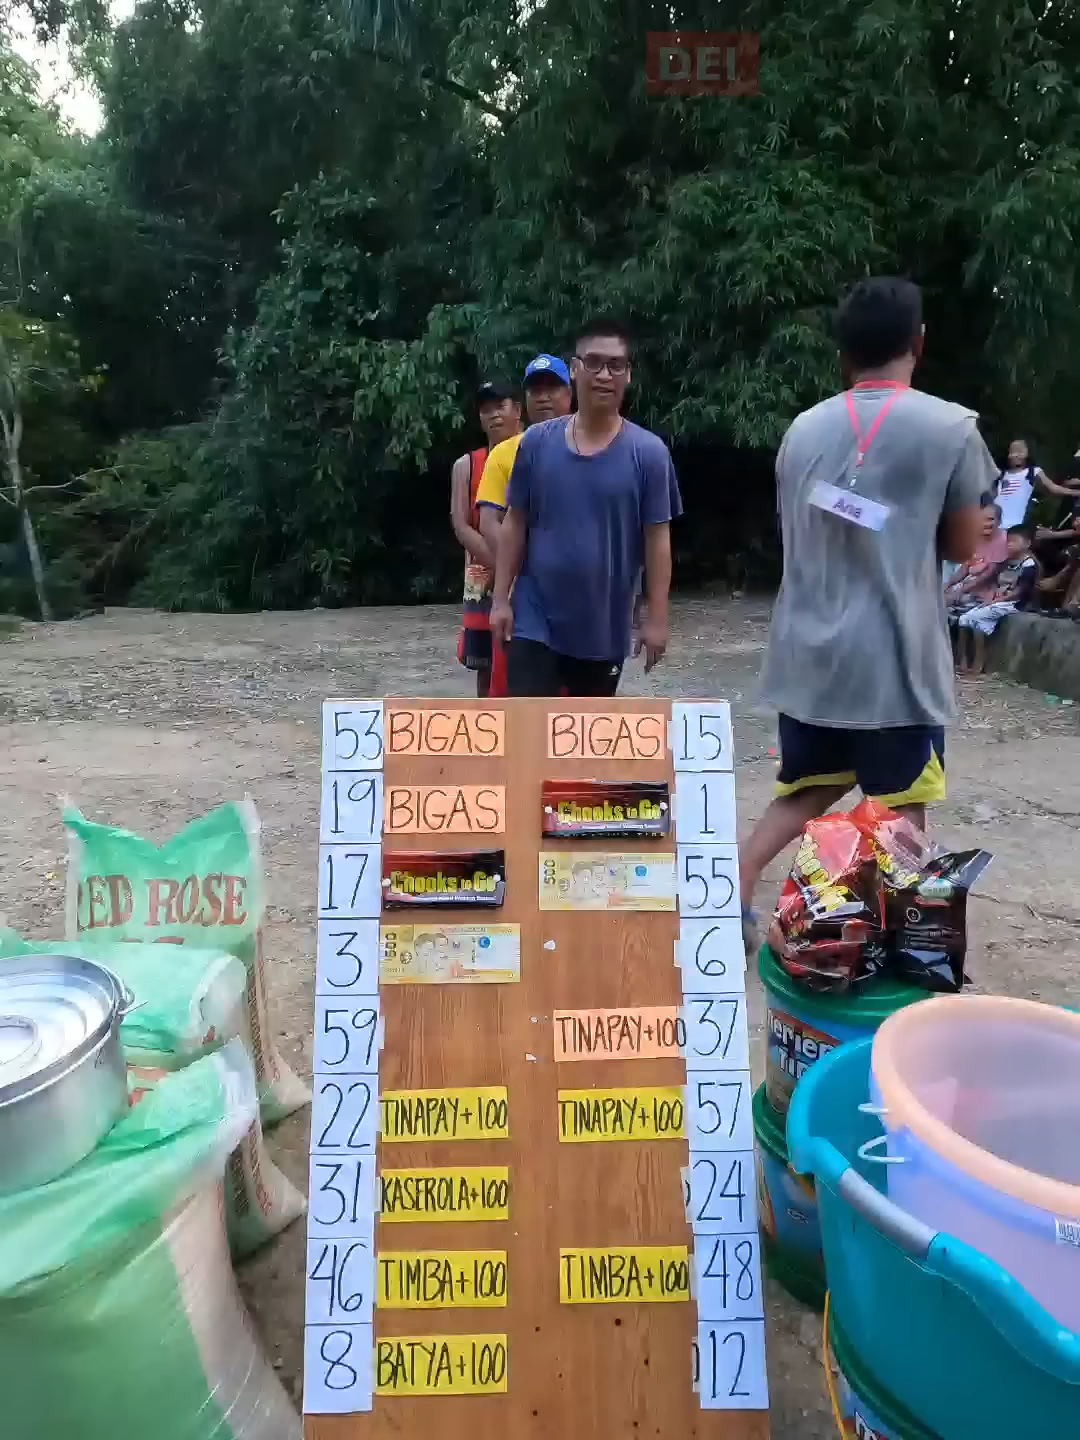 DEI
Ana
53 BIGAS BIGAS 15
19 BIGAS Chooks to Go 1
17 Chooks to Go 500 55
3 500 6
59 TINAPAY+100 37
22 TINAPAY+100 TINAPAY+100 57
31 KASEROLA+100 24
46 TIMBA+100 TIMBA+100 48
8 BATYA+100 12
RED ROSE